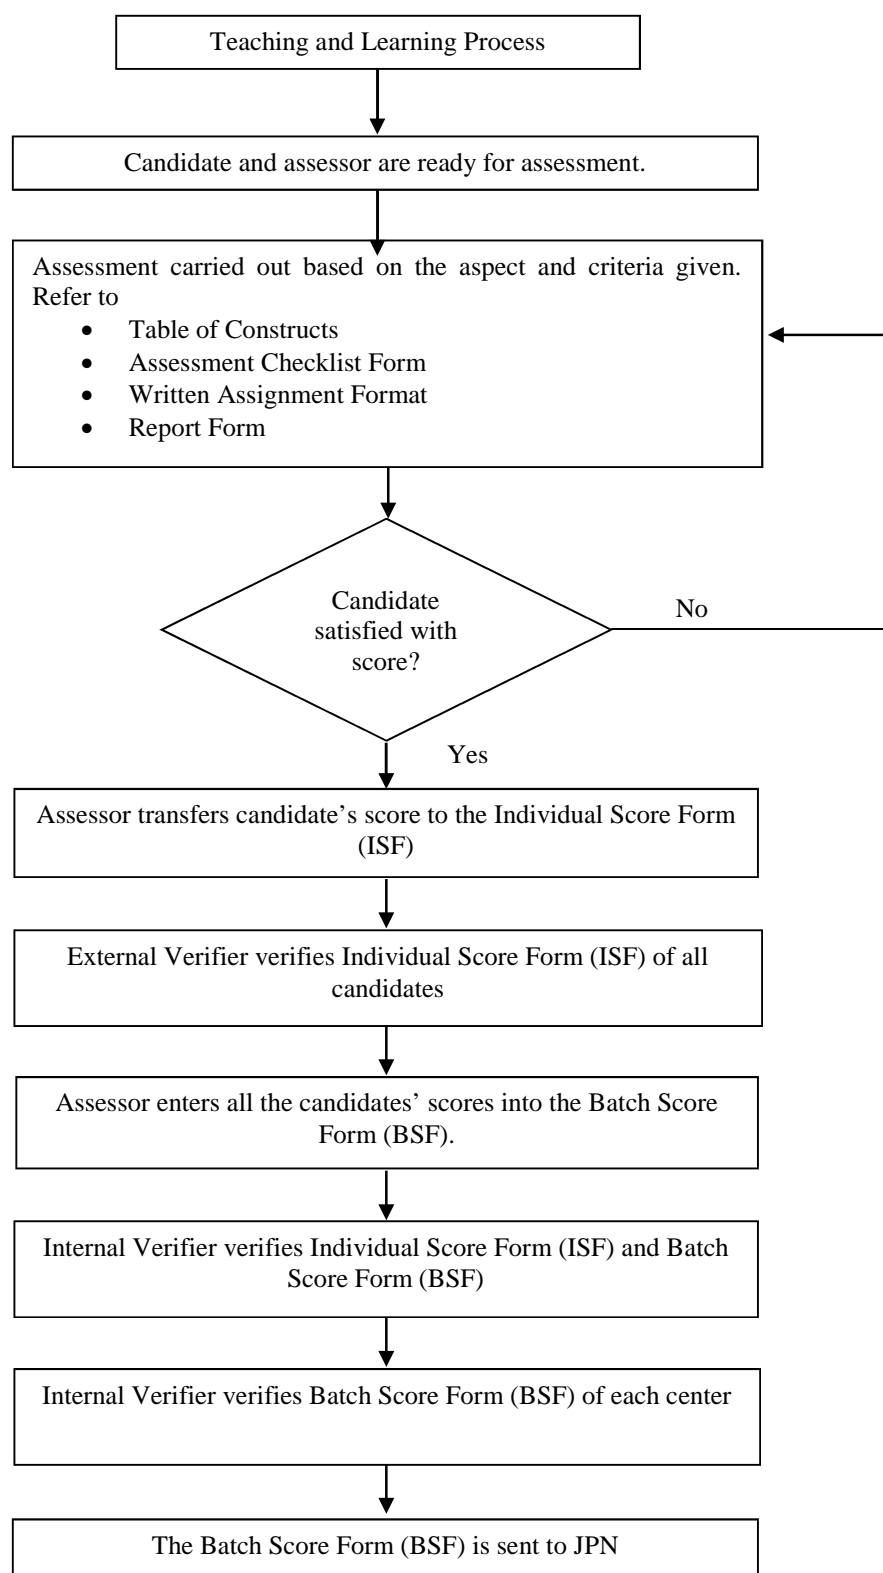 Teaching and Learning Process
Candidate and assessor are ready for assessment.
Assessment carried out based on the aspect and criteria given.
Refer to
• Table of Constructs
• Assessment Checklist Form
• Written Assignment Format
• Report Form
Candidate
satisfied with
score?
No
Yes
Assessor transfers candidate’s score to the Individual Score Form
(ISF)
External Verifier verifies Individual Score Form (ISF) of all
candidates
Assessor enters all the candidates’ scores into the Batch Score
Form (BSF).
Internal Verifier verifies Individual Score Form (ISF) and Batch
Score Form (BSF)
Internal Verifier verifies Batch Score Form (BSF) of each center
The Batch Score Form (BSF) is sent to JPN